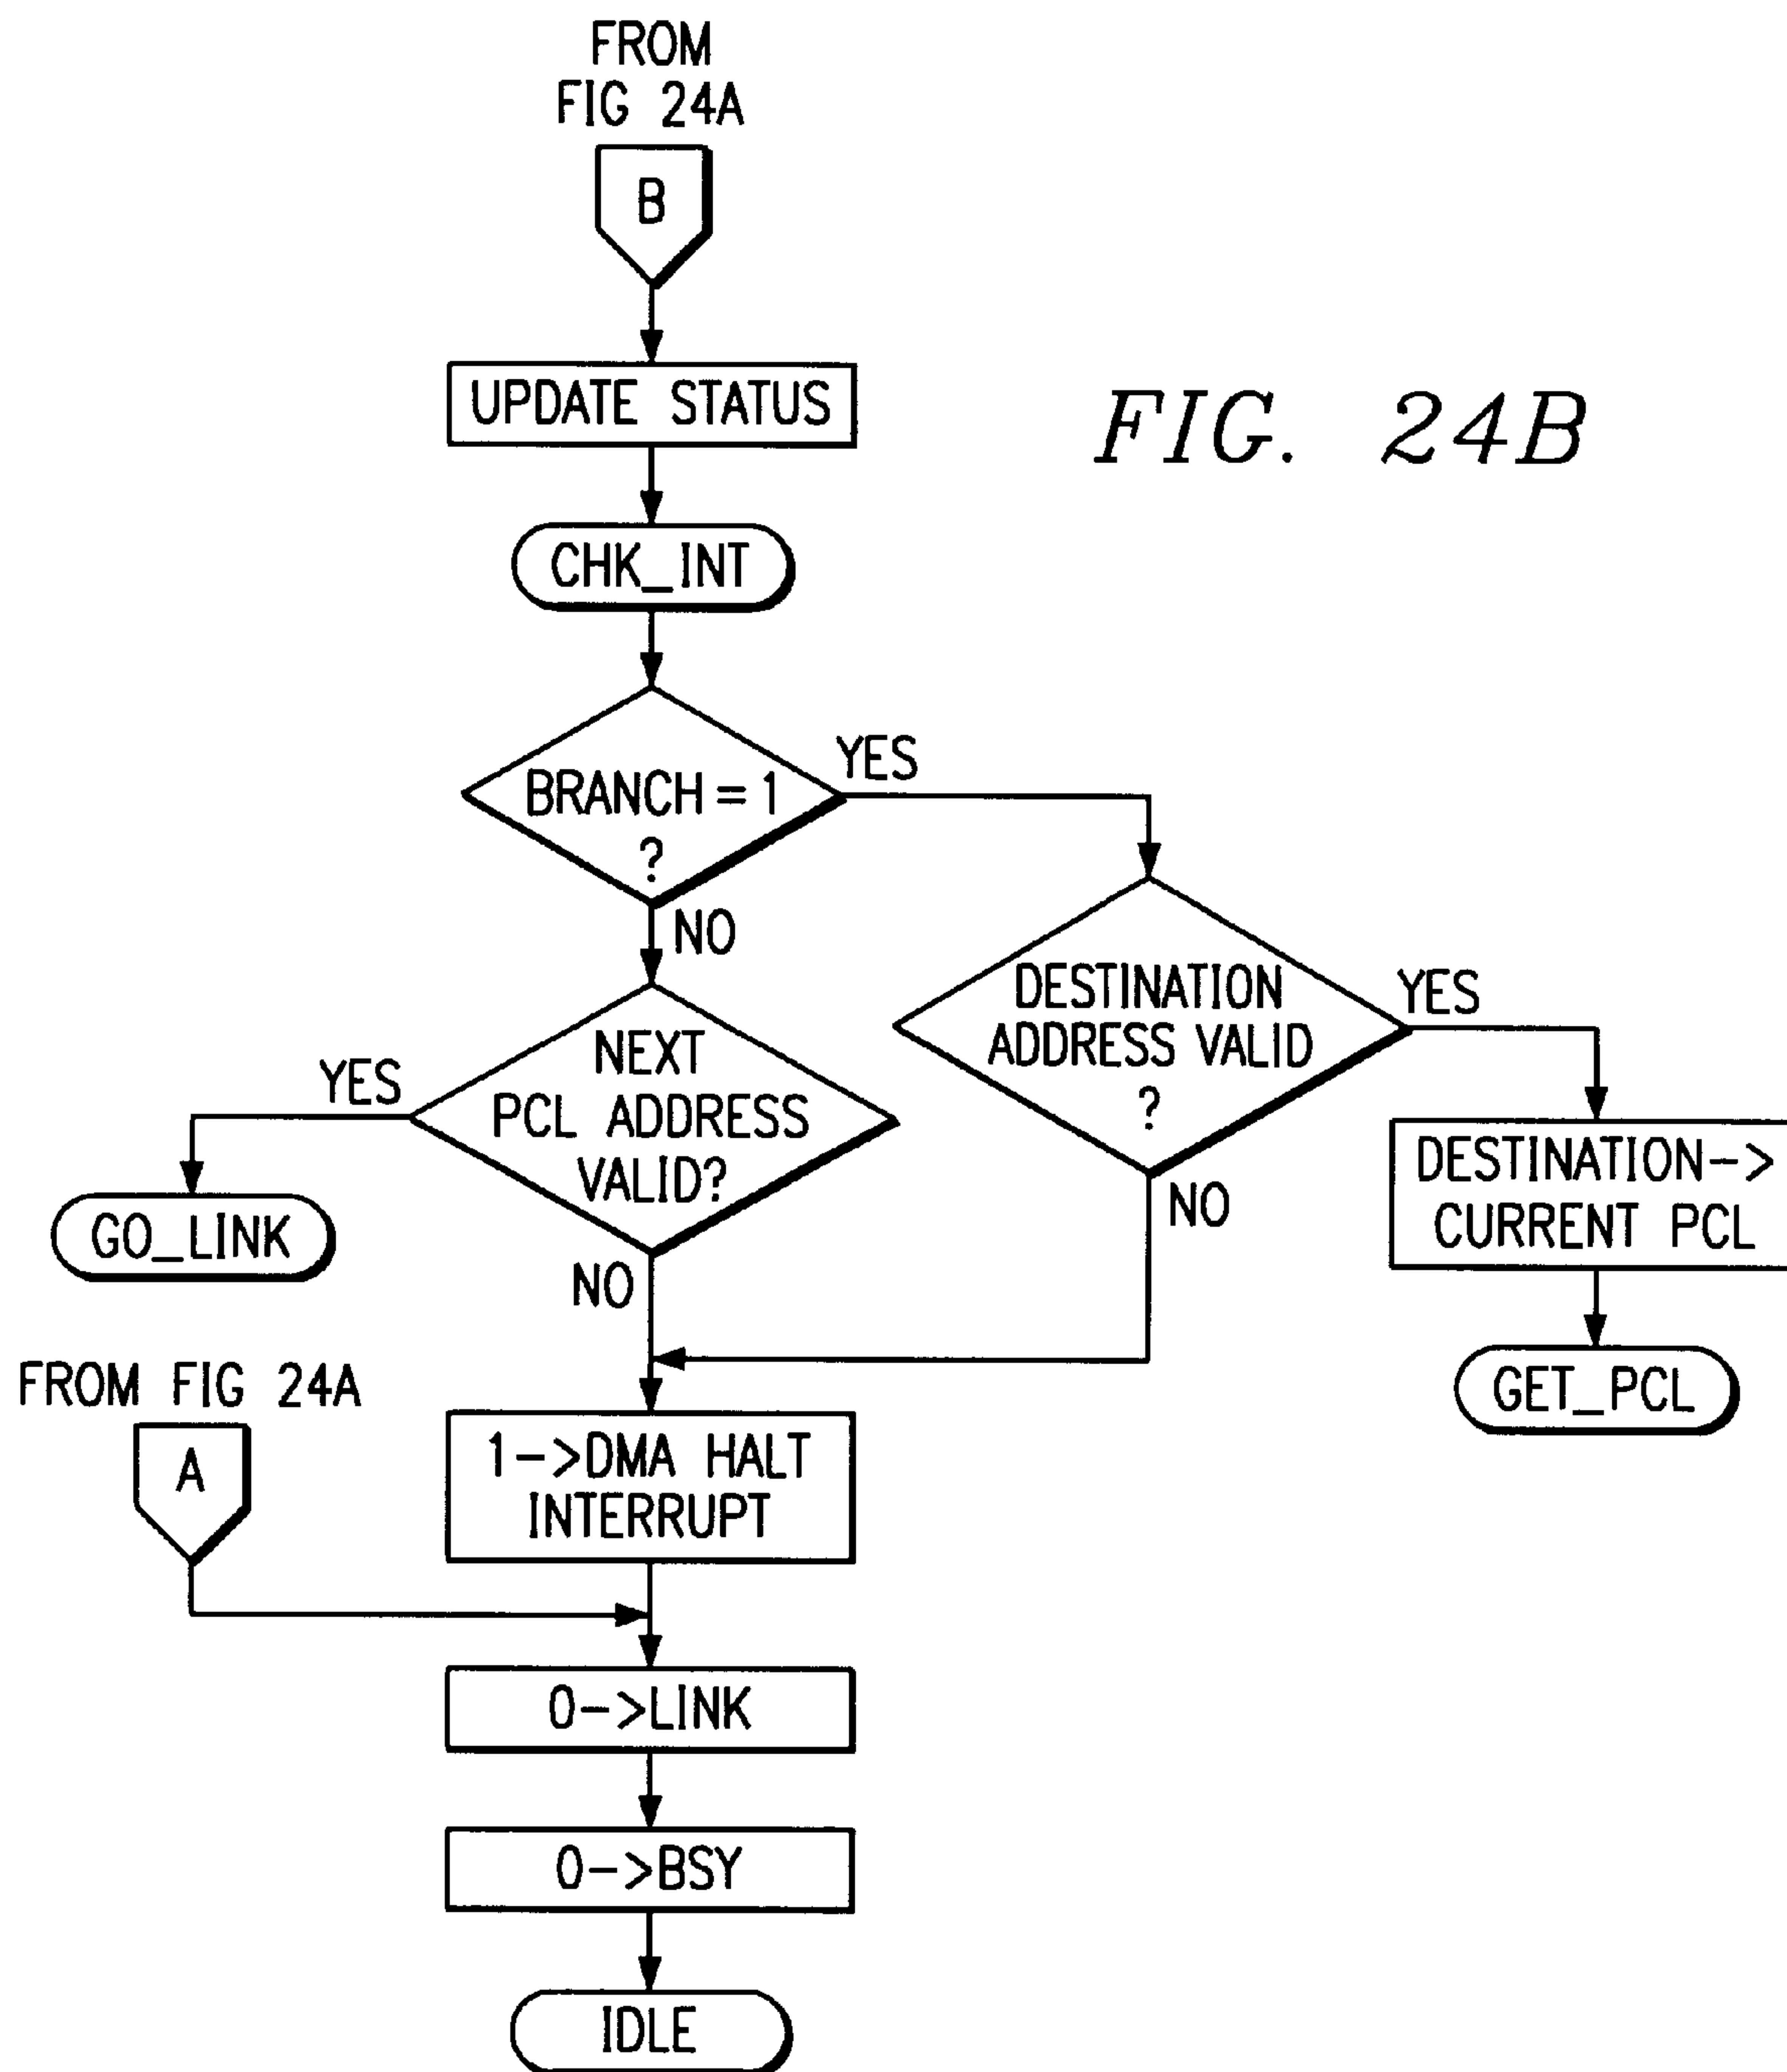 FROM
FIG 24A
B
UPDATE STATUS
FIG. 24B
CHK_INT
BRANCH = 1
?
YES
NO
DESTINATION
ADDRESS VALID
?
YES
NO
NEXT
PCL ADDRESS
VALID?
YES
NO
GO_LINK
DESTINATION->
CURRENT PCL
GET_PCL
FROM FIG 24A
A
1->DMA HALT
INTERRUPT
0->LINK
0->BSY
IDLE